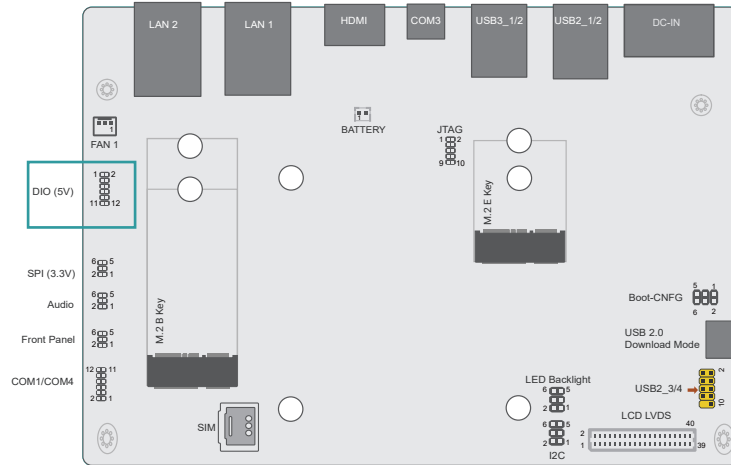 LAN 2
LAN 1
HDMI
COM3
USB3_1/2
USB2_1/2
DC-IN
1
FAN 1
1
BATTERY
JTAG
1 2
9 10
DIO (5V)
1 2
11 12
M.2 E Key
SPI (3.3V)
6 5
2 1
Audio
6 5
2 1
Front Panel
6 5
2 1
COM1/COM4
12 11
2 1
M.2 B Key
SIM
Boot-CNFG
5 1
6 2
USB 2.0
Download Mode
LED Backlight
6 5
2 1
6 5
2 1
I2C
USB2_3/4
2
10
LCD LVDS
40
2
1
39